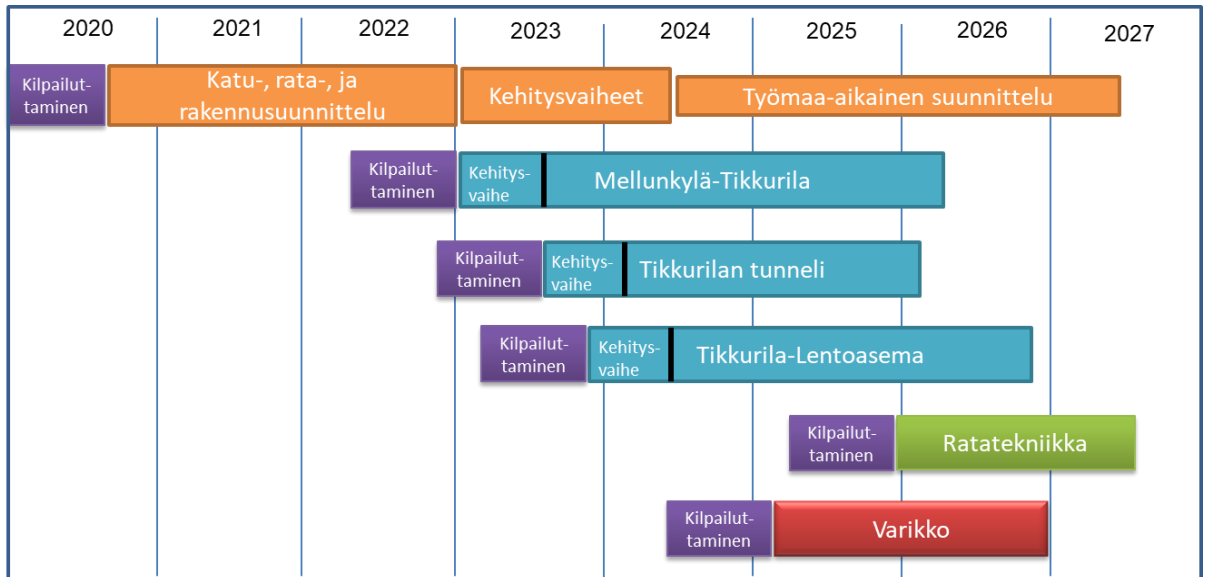 2020 2021 2022 2023 2024 2025 2026 2027
Kilpailut-
taminen
Katu-, rata-, ja
rakennusuunnittelu
Kehitysvaiheet
Työmaa-aikainen suunnittelu
Kilpailut-
taminen
Kehitys-
vaihe
Mellunkylä-Tikkurila
Kilpailut-
taminen
Kehitys-
vaihe
Tikkurilan tunneli
Kilpailut-
taminen
Kehitys-
vaihe
Tikkurila-Lentoasema
Kilpailut-
taminen
Ratatekniikka
Kilpailut-
taminen
Varikko